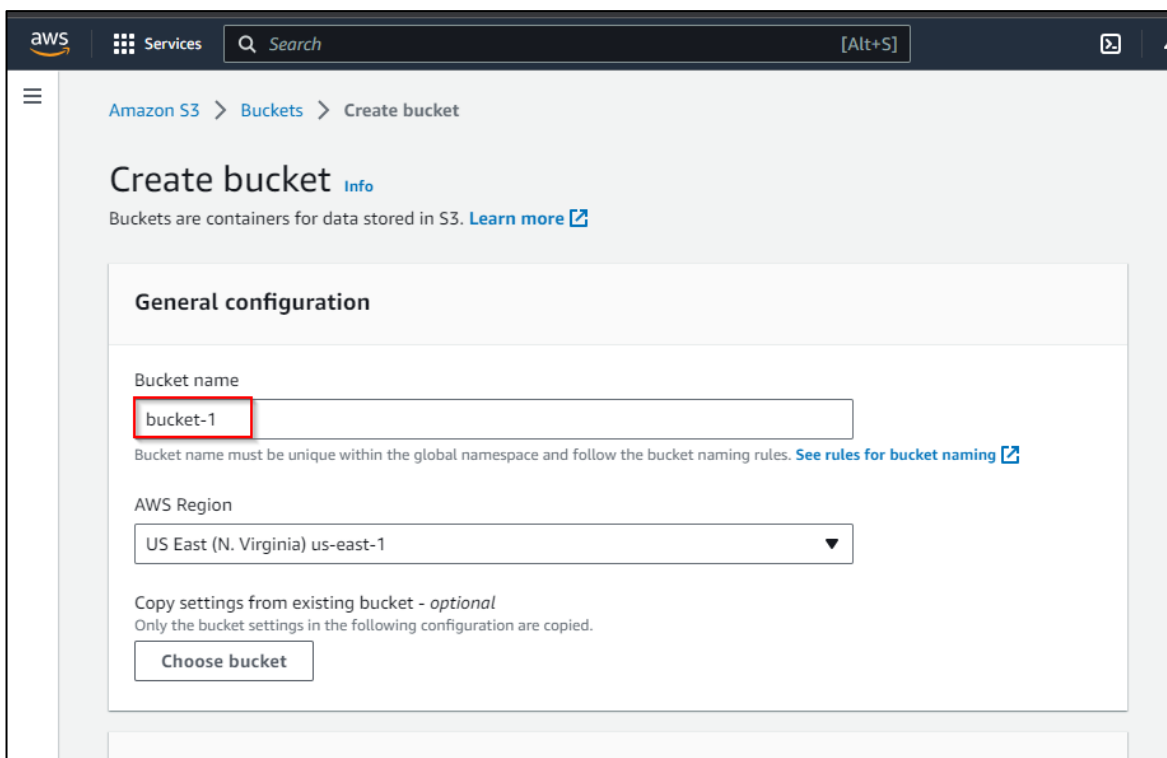 aws Services Search [Alt+S]
Amazon S3 > Buckets > Create bucket
Create bucket Info
Buckets are containers for data stored in S3. Learn more
General configuration
Bucket name
bucket-1
Bucket name must be unique within the global namespace and follow the bucket naming rules. See rules for bucket naming
AWS Region
US East (N. Virginia) us-east-1
Copy settings from existing bucket - optional
Only the bucket settings in the following configuration are copied.
Choose bucket